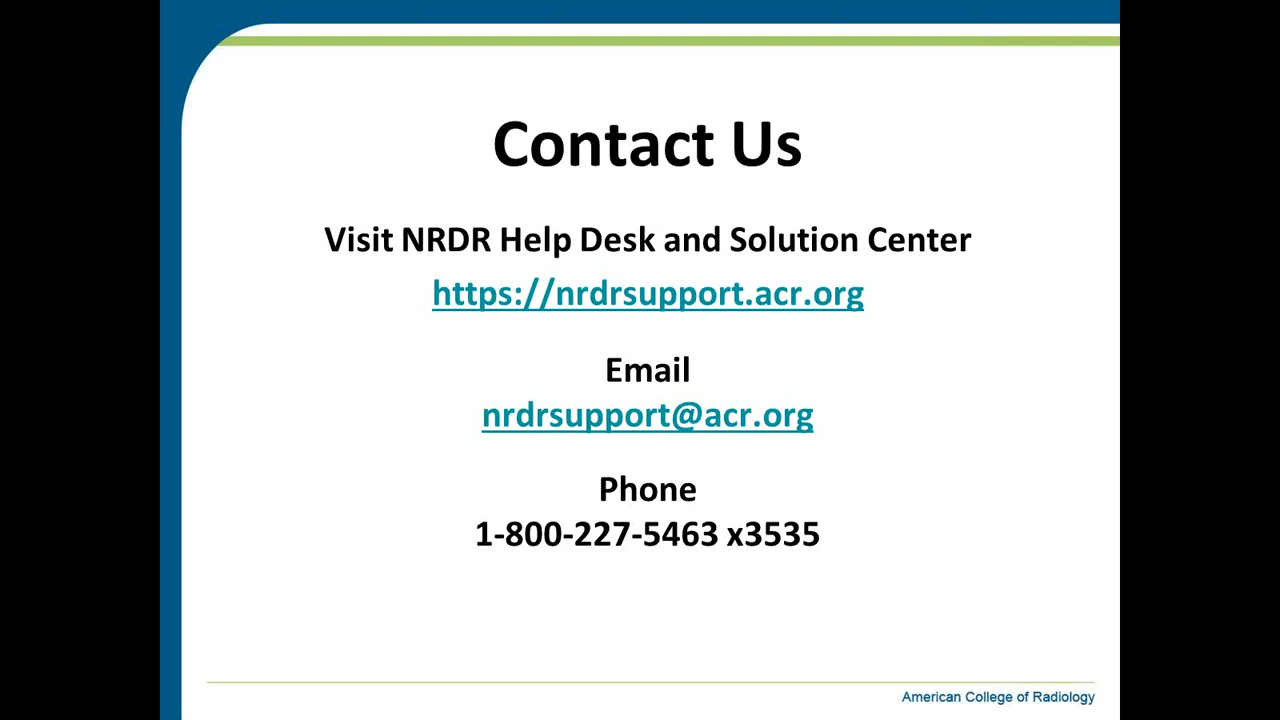 Contact Us
Visit NRDR Help Desk and Solution Center
https://nrdrsupport.acr.org
Email
nrdrsupport@acr.org
Phone
1-800-227-5463 x3535
American College of Radiology